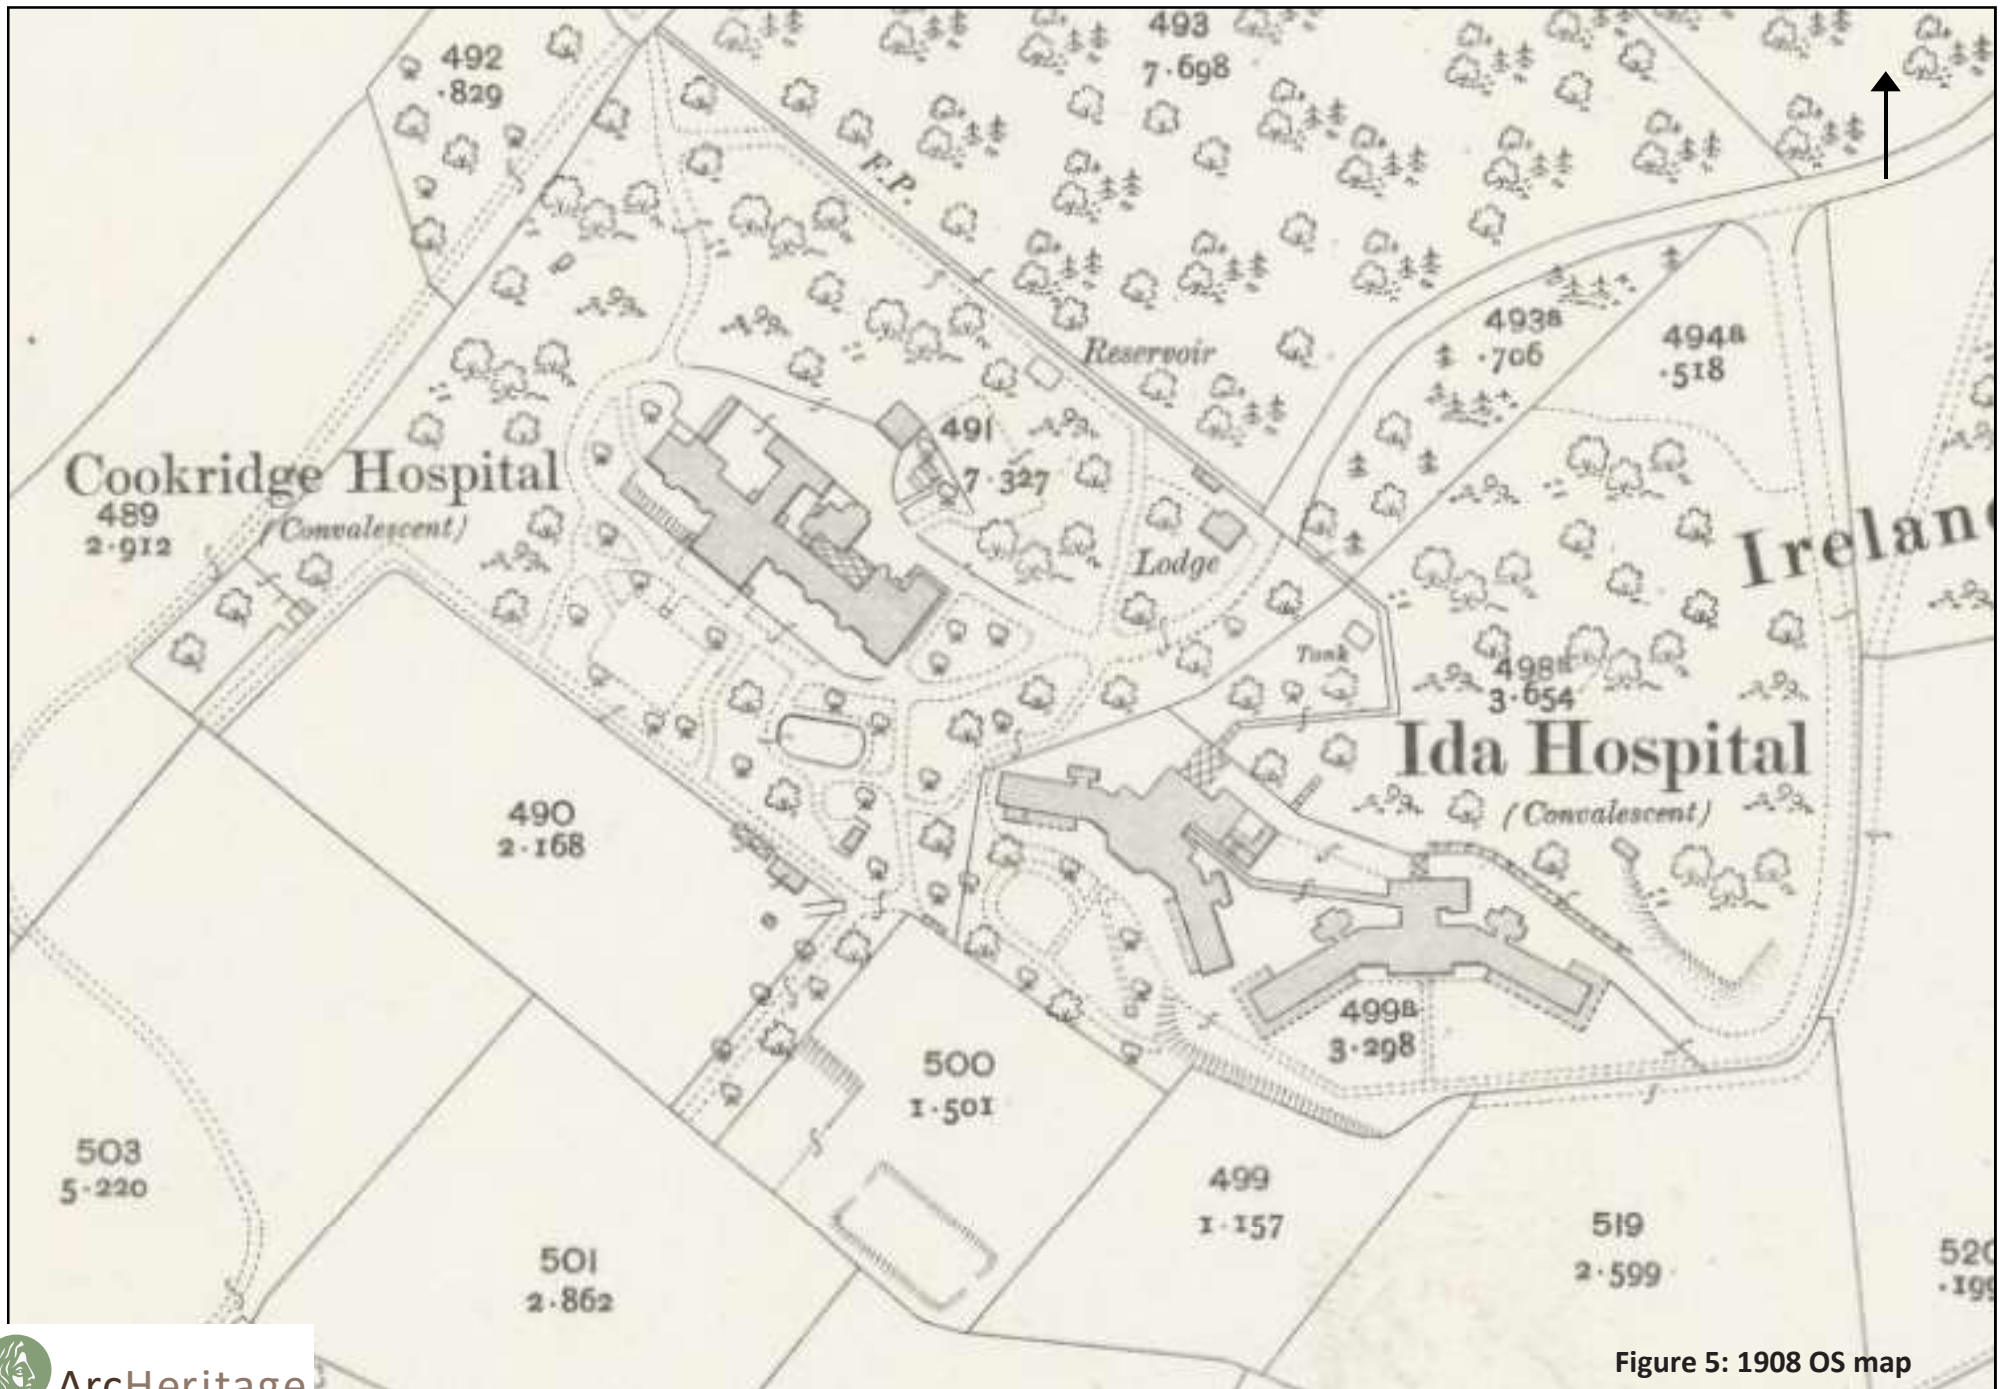 493
7·698
492
·829
F.P.
493B
·706
494B
·518
Reservoir
491
7·327
Cookridge Hospital
(Convalescent)
489
2·912
Lodge
Irelan
Tank
498B
3·654
Ida Hospital
(Convalescent)
490
2·168
499B
3·298
500
1·501
503
5·220
499
1·157
519
2·599
501
2·862
520
·199
Figure 5: 1908 OS map
ArcHeritage